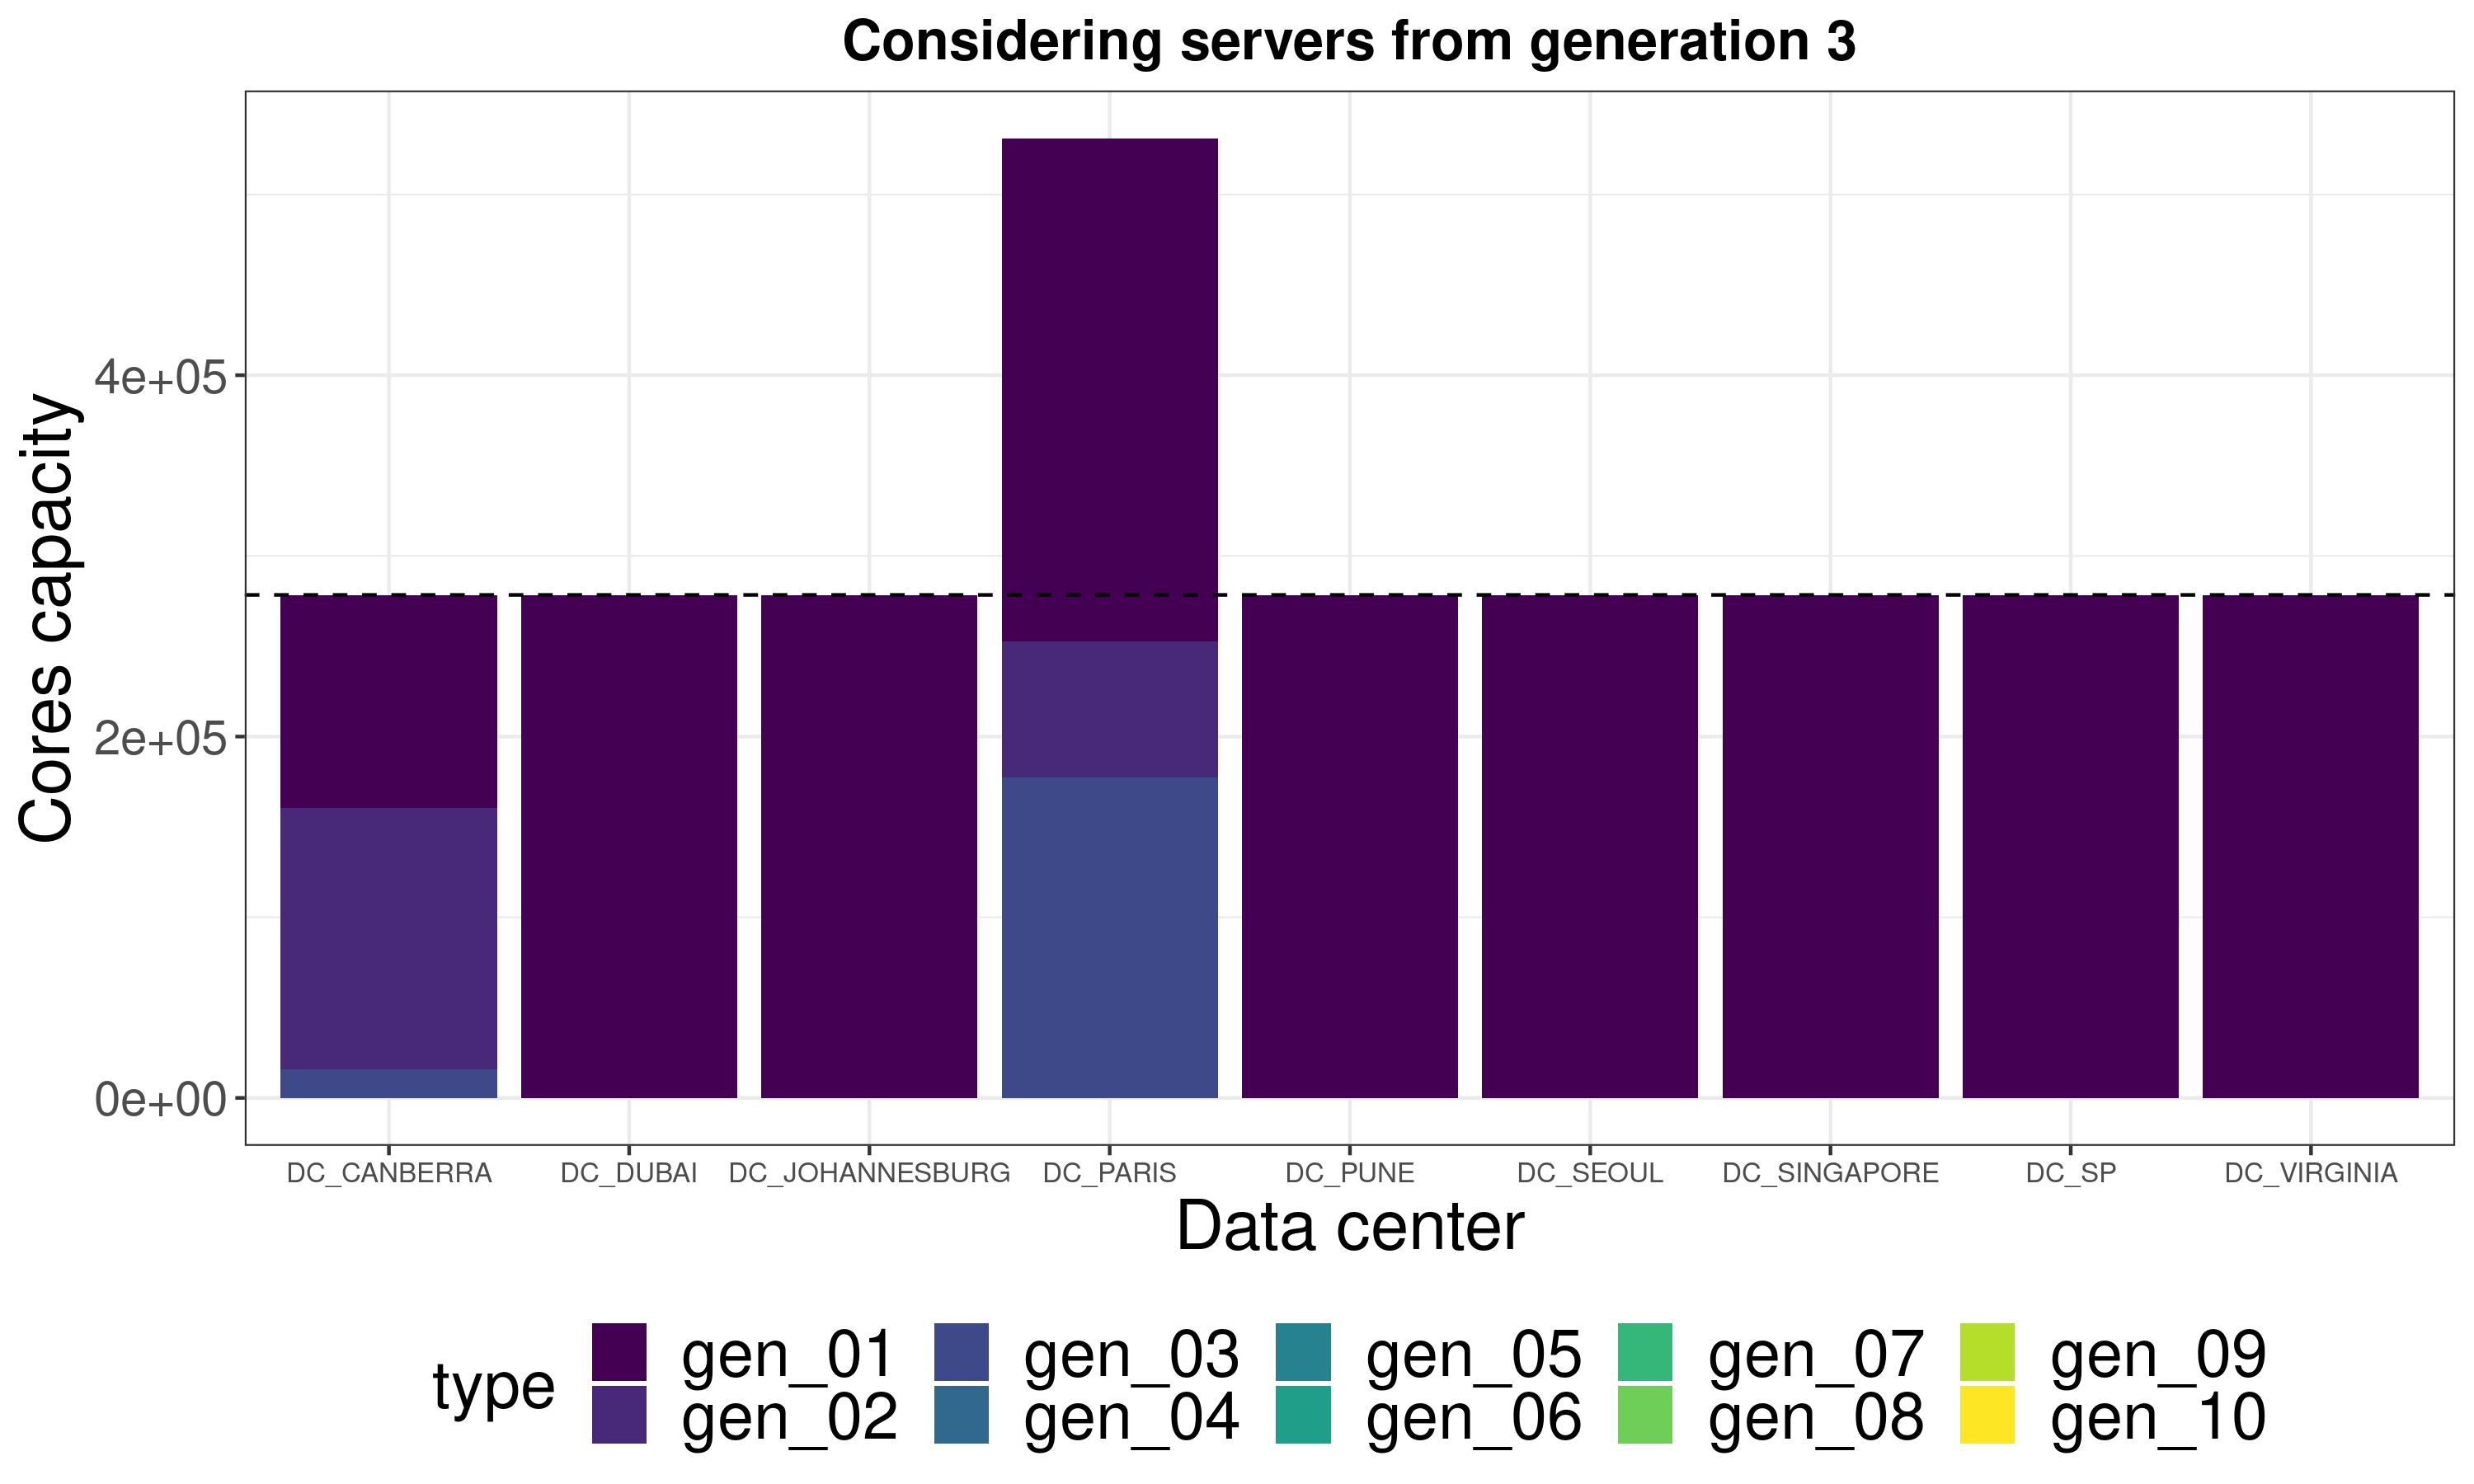 Considering servers from generation 3
Cores capacity
4e+05
2e+05
0e+00
DC_CANBERRA DC_DUBAI DC_JOHANNESBURG DC_PARIS DC_PUNE DC_SEOUL DC_SINGAPORE DC_SP DC_VIRGINIA
Data center
type
gen_01 gen_03 gen_05 gen_07 gen_09
gen_02 gen_04 gen_06 gen_08 gen_10